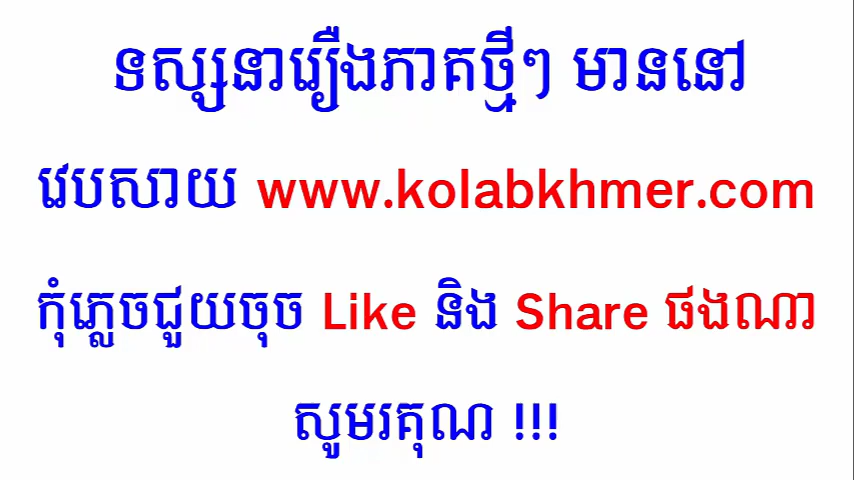 ទស្សនារឿងភាគថ្មីៗ មាននៅ
វេបសាយ www.kolabkhmer.com
កុំភ្លេចជួយចុច Like និង Share ផងណា
សូមរគុណ !!!